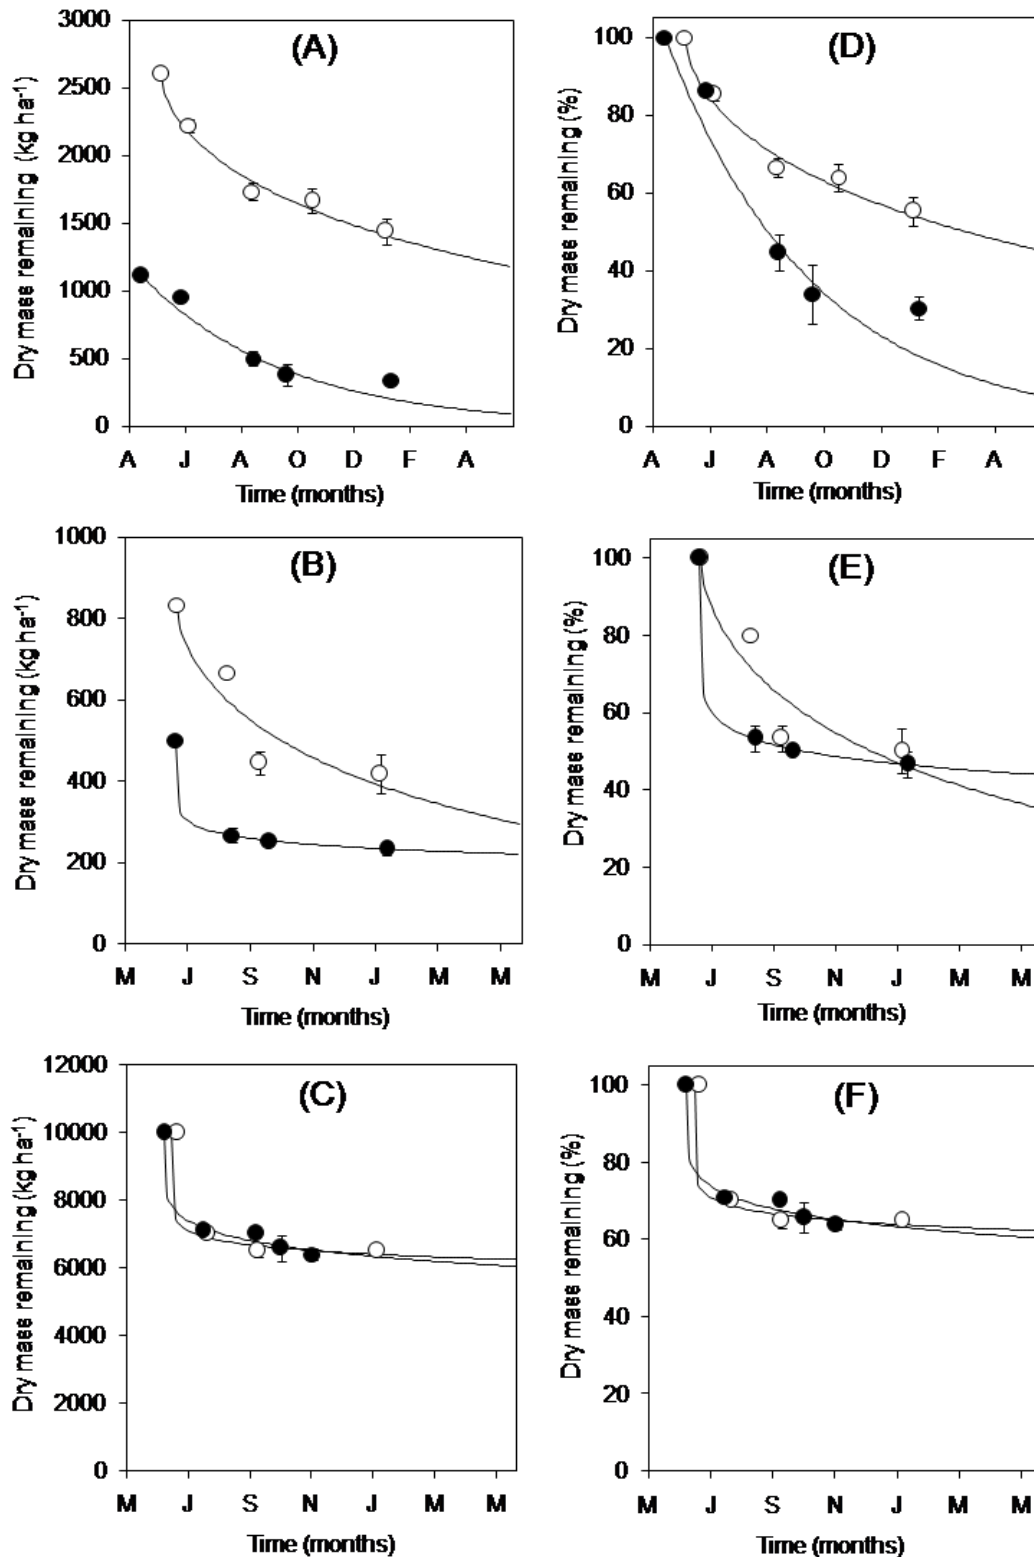 (A)
Dry mass remaining (kg ha-1)
3000
2500
2000
1500
1000
500
0
A J A O D F A
Time (months)
(D)
Dry mass remaining (%)
100
80
60
40
20
0
A J A O D F A
Time (months)
(B)
Dry mass remaining (kg ha-1)
1000
800
600
400
200
0
M J S N J M M
Time (months)
(E)
Dry mass remaining (%)
100
80
60
40
20
0
M J S N J M M
Time (months)
(C)
Dry mass remaining (kg ha-1)
12000
10000
8000
6000
4000
2000
0
M J S N J M M
Time (months)
(F)
Dry mass remaining (%)
100
80
60
40
20
0
M J S N J M M
Time (months)